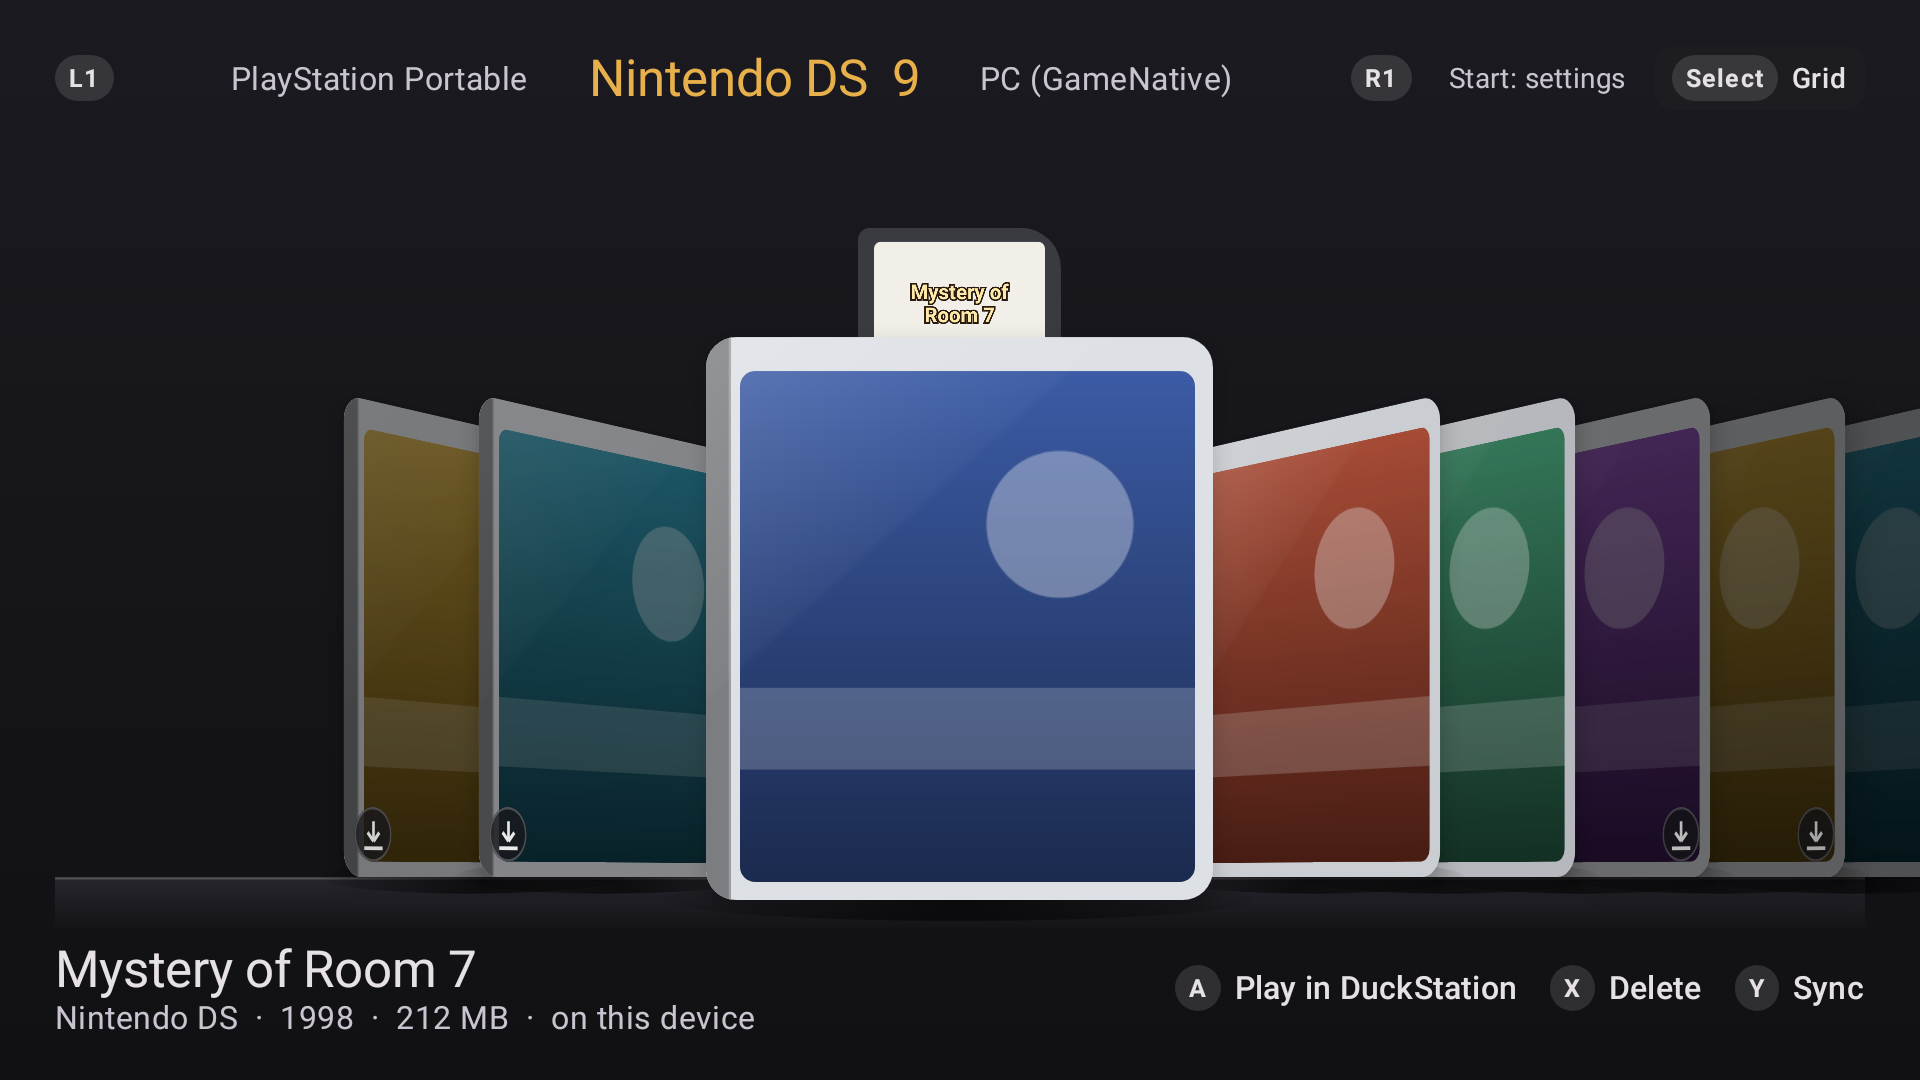 L1 PlayStation Portable Nintendo DS 9 PC (GameNative) R1 Start: settings Select Grid
Mystery of
Room 7
Mystery of Room 7
Nintendo DS · 1998 · 212 MB · on this device
A Play in DuckStation X Delete Y Sync